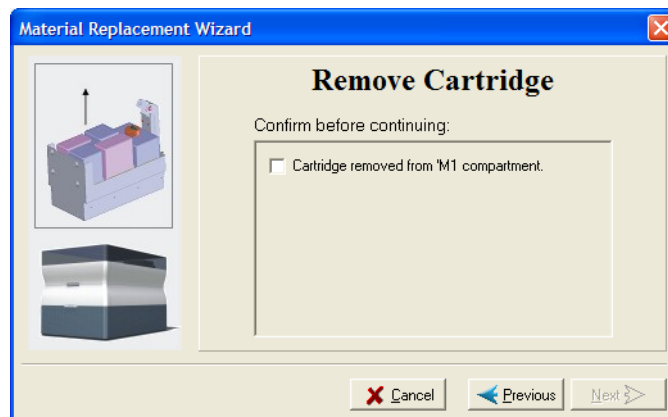 Material Replacement Wizard
Remove Cartridge
Confirm before continuing:
Cartridge removed from 'M1 compartment.
Cancel
Previous
Next